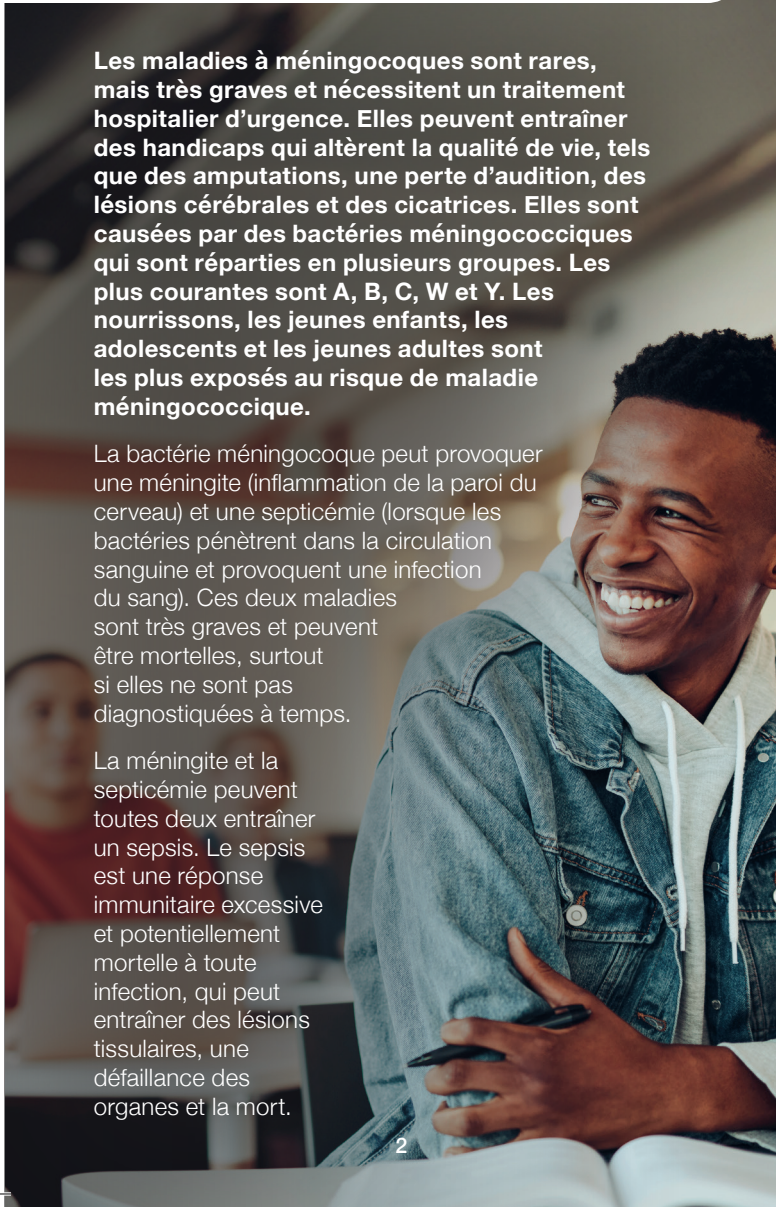 Les maladies à méningocoques sont rares,
mais très graves et nécessitent un traitement
hospitalier d’urgence. Elles peuvent entraîner
des handicaps qui altèrent la qualité de vie, tels
que des amputations, une perte d’audition, des
lésions cérébrales et des cicatrices. Elles sont
causées par des bactéries méningococciques
qui sont réparties en plusieurs groupes. Les
plus courantes sont A, B, C, W et Y. Les
nourrissons, les jeunes enfants, les
adolescents et les jeunes adultes sont
les plus exposés au risque de maladie
méningococcique.
La bactérie méningocoque peut provoquer
une méningite (inflammation de la paroi du
cerveau) et une septicémie (lorsque les
bactéries pénètrent dans la circulation
sanguine et provoquent une infection
du sang). Ces deux maladies
sont très graves et peuvent
être mortelles, surtout
si elles ne sont pas
diagnostiquées à temps.
La méningite et la
septicémie peuvent
toutes deux entraîner
un sepsis. Le sepsis
est une réponse
immunitaire excessive
et potentiellement
mortelle à toute
infection, qui peut
entraîner des lésions
tissulaires, une
défaillance des
organes et la mort.
2